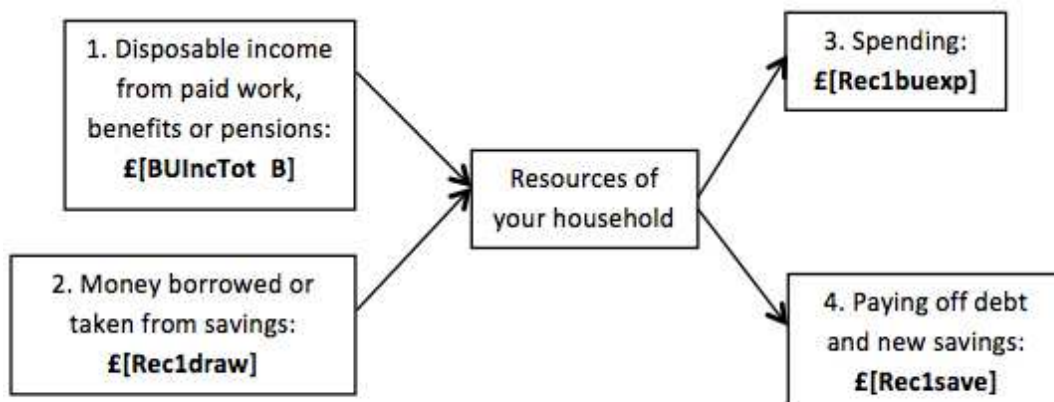 1. Disposable income
from paid work,
benefits or pensions:
£[BUIncTot B]
2. Money borrowed or
taken from savings:
£[Rec1draw]
Resources of
your household
3. Spending:
£[Rec1buexp]
4. Paying off debt
and new savings:
£[Rec1save]